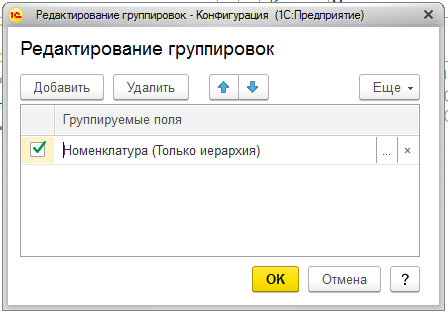 Редактирование группировок - Конфигурация (1С:Предприятие)
Редактирование группировок
Добавить Удалить Еще
Группируемые поля
Номенклатура (Только иерархия) ... ×
ОК Отмена ?